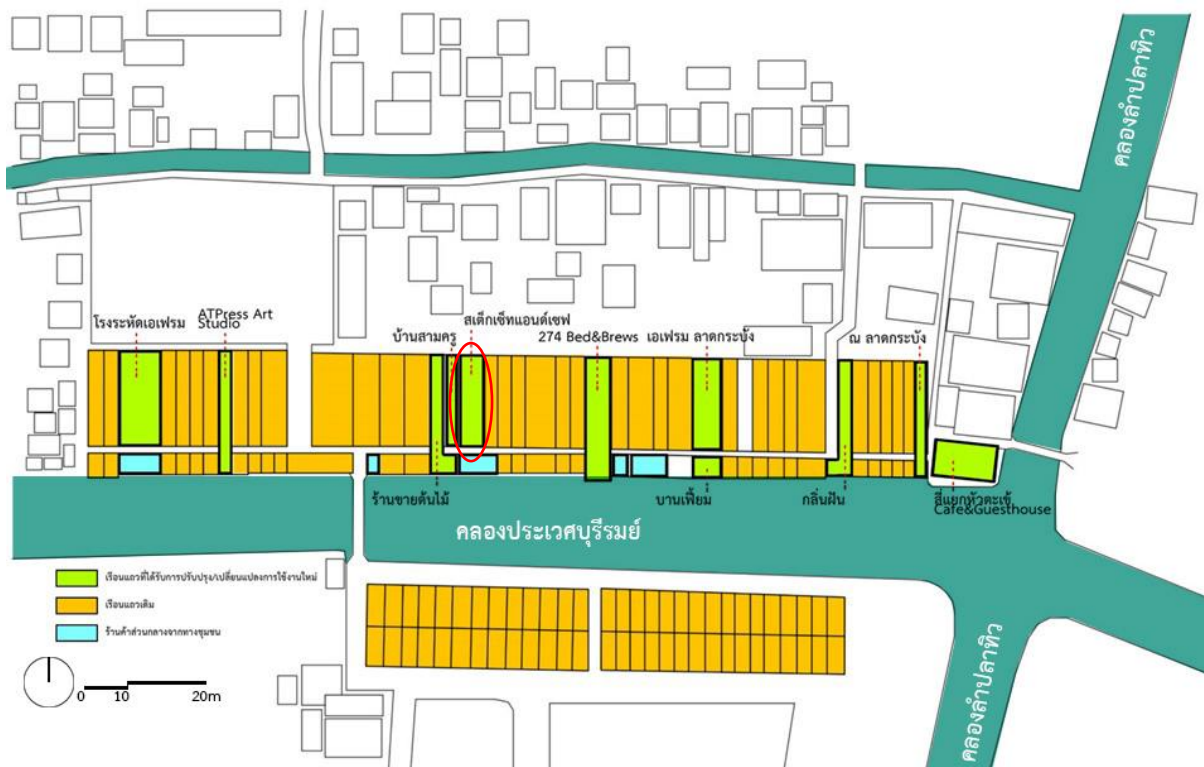 คลองลำปลาทิว
โรงระหัดเอเฟรม
ATPress Art
Studio
บ้านสามครู
สเต็กเซ็ทแอนด์เชฟ
274 Bed&Brews
เอเฟรม ลาดกระบัง
ณ ลาดกระบัง
ร้านขายต้นไม้
บานเฟี้ยม
กลิ่นฝัน
สี่แยกหัวตะเข้
Cafe&Guesthouse
คลองประเวศบุรีรมย์
เรือนแถวที่ได้รับการปรับปรุง/เปลี่ยนแปลงการใช้งานใหม่
เรือนแถวเดิม
ร้านค้าส่วนกลางจากทางชุมชน
0 10 20m
คลองลำปลาทิว